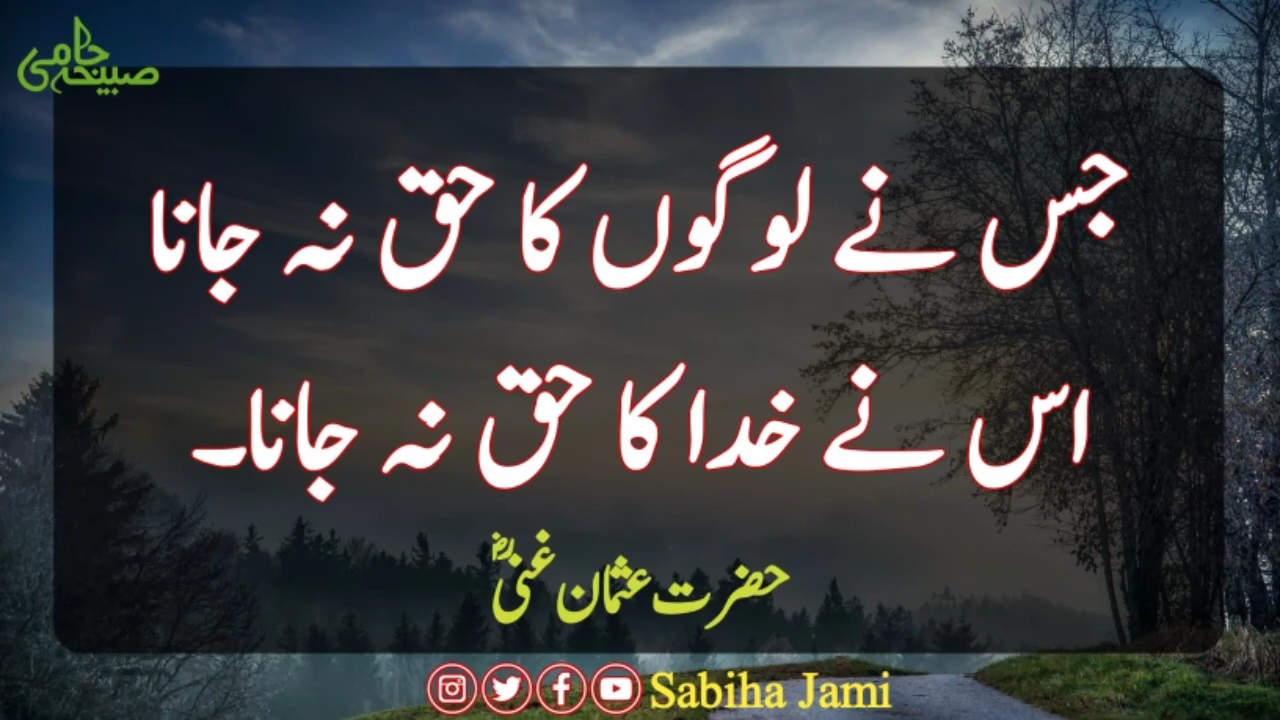 صبیحہ جامی
جس نے لوگوں کا حق نہ جانا
اس نے خدا کا حق نہ جانا۔
حضرت عثمان غنیؓ
Sabiha Jami